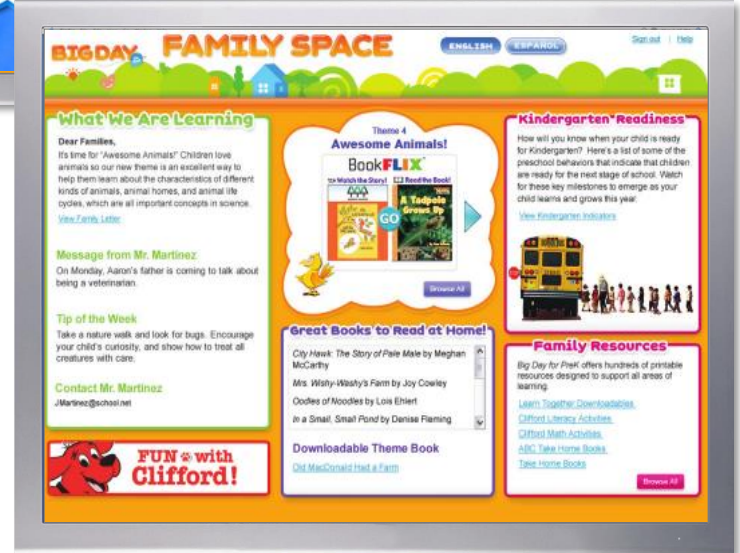 BIG DAY FAMILY SPACE
ENGLISH
ESPAÑOL
Sign out | Help
What We Are Learning
Dear Families,
It's time for "Awesome Animals!" Children love
animals so our new theme is an excellent way to
help them learn about the characteristics of different
kinds of animals, animal homes, and animal life
cycles, which are all important concepts in science.
View Family Letter
Message from Mr. Martinez
On Monday, Aaron's father is coming to talk about
being a veterinarian.
Tip of the Week
Take a nature walk and look for bugs. Encourage
your child's curiosity, and show how to treat all
creatures with care.
Contact Mr. Martinez
JMartinez@school.net
FUN with
Clifford!
Theme 4
Awesome Animals!
BookFLIX
Watch the Story!
Read the Book!
GO
A Tadpole
Grows Up
Browse All
Great Books to Read at Home!
City Hawk: The Story of Pale Male by Meghan
McCarthy
Mrs. Wishy-Washy's Farm by Joy Cowley
Oodles of Noodles by Lois Ehlert
In a Small, Small Pond by Denise Fleming
Downloadable Theme Book
Old MacDonald Had a Farm
Kindergarten Readiness
How will you know when your child is ready
for Kindergarten? Here's a list of some of the
preschool behaviors that indicate that children
are ready for the next stage of school. Watch
for these key milestones to emerge as your
child learns and grows this year.
View Kindergarten Indicators
Family Resources
Big Day for PreK offers hundreds of printable
resources designed to support all areas of
learning.
Learn Together Downloadables
Clifford Literacy Activities
Clifford Math Activities
ABC Take Home Books
Take Home Books
Browse All